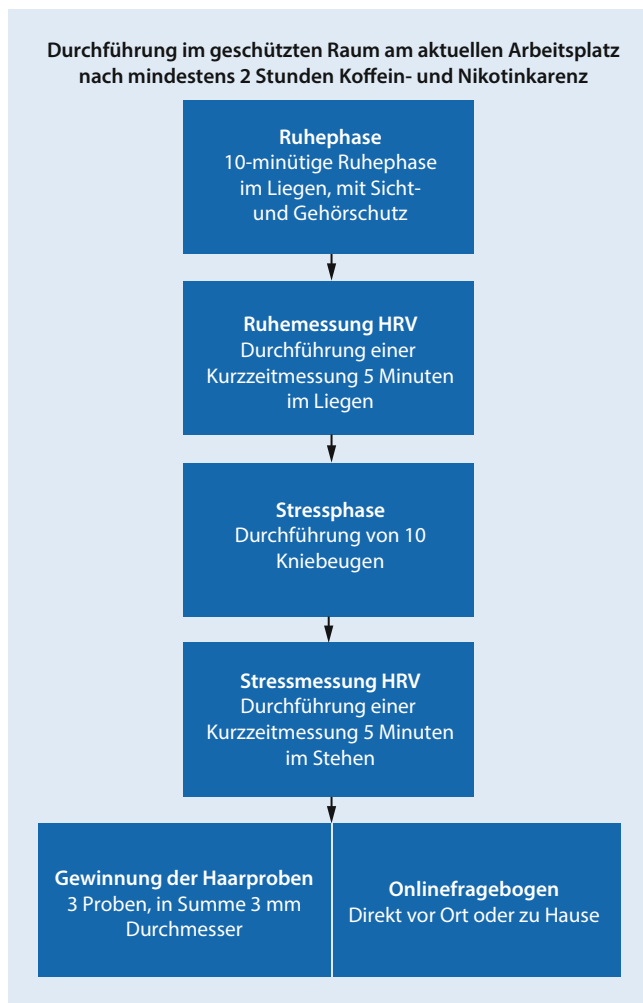 Durchführung im geschützten Raum am aktuellen Arbeitsplatz
nach mindestens 2 Stunden Koffein- und Nikotinkarenz
Ruhephase
10-minütige Ruhephase
im Liegen, mit Sicht-
und Gehörschutz
Ruhemessung HRV
Durchführung einer
Kurzzeitmessung 5 Minuten
im Liegen
Stressphase
Durchführung von 10
Kniebeugen
Stressmessung HRV
Durchführung einer
Kurzzeitmessung 5 Minuten
im Stehen
Gewinnung der Haarproben
3 Proben, in Summe 3 mm
Durchmesser
Onlinefragebogen
Direkt vor Ort oder zu Hause